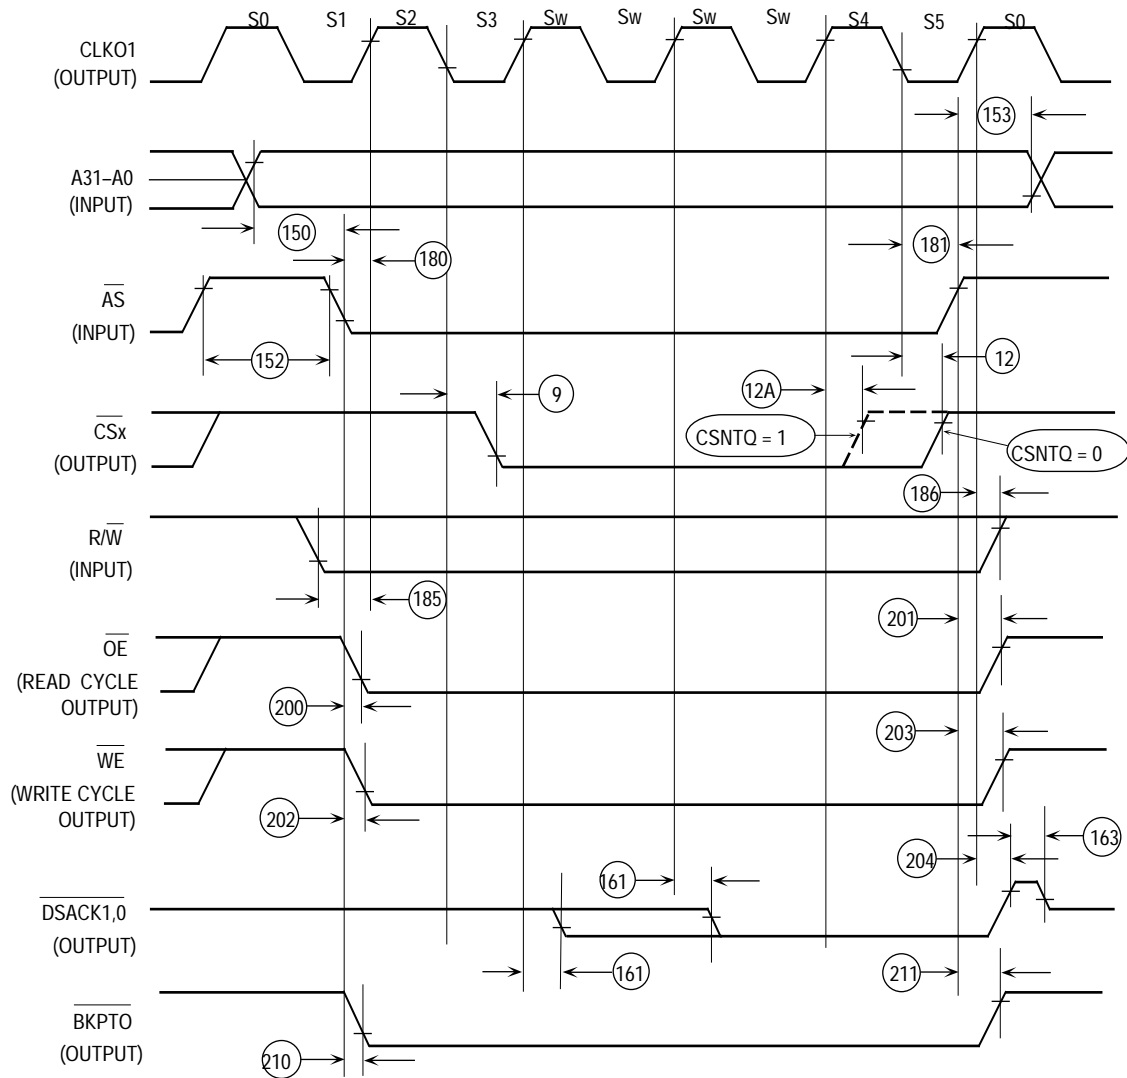 S0 S1 S2 S3 Sw Sw Sw Sw S4 S5 S0
CLKO1
(OUTPUT)
153
A31–A0
(INPUT)
150
181
180
AS
(INPUT)
152
12
9
12A
CSx
(OUTPUT)
CSNTQ = 1
CSNTQ = 0
186
R/W
(INPUT)
185
201
OE
(READ CYCLE
OUTPUT)
200
203
WE
(WRITE CYCLE
OUTPUT)
202
163
204
161
DSACK1,0
(OUTPUT)
161
211
BKPTO
(OUTPUT)
210